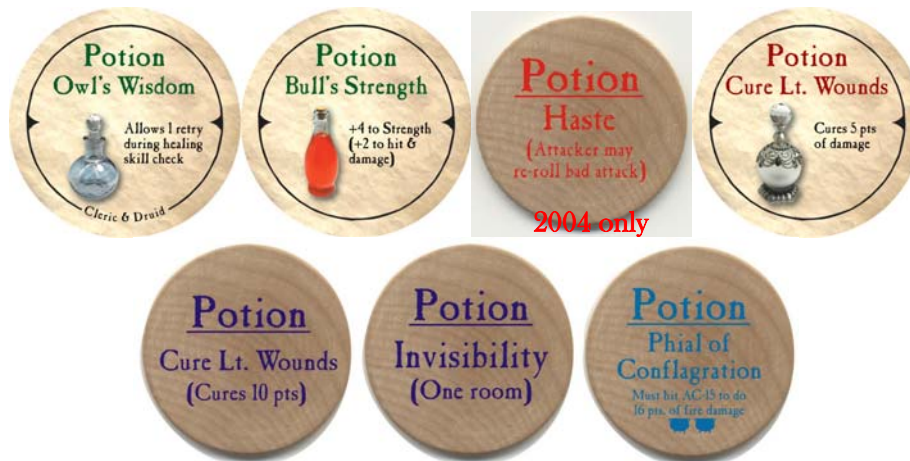 Potion
Owl's Wisdom
Allows 1 retry
during healing
skill check
Cleric & Druid
Potion
Bull's Strength
+4 to Strength
(+2 to hit &
damage)
Potion
Haste
(Attacker may
re-roll bad attack)
2004 only
Potion
Cure Lt. Wounds
Cures 5 pts
of damage
Potion
Cure Lt. Wounds
(Cures 10 pts)
Potion
Invisibility
(One room)
Potion
Phial of
Conflagration
Must hit AC-15 to do
16 pts. of fire damage